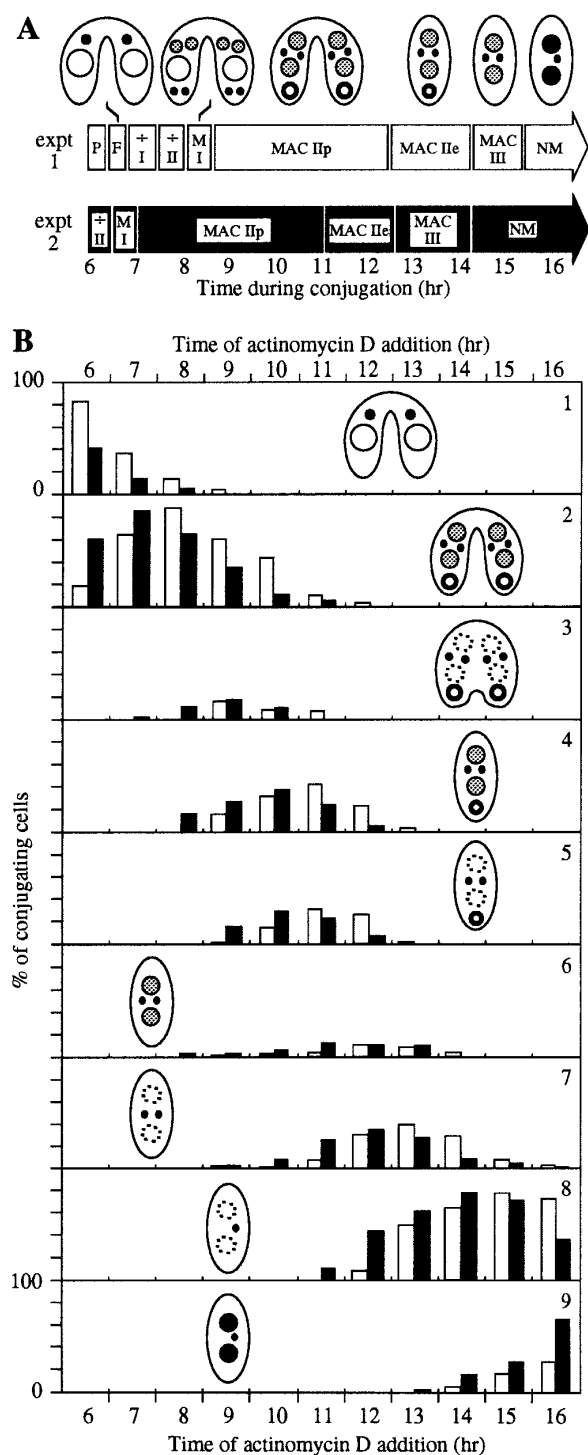 A
expt 1 P F ÷ I ÷ II M I MAC IIp MAC IIe MAC III NM
expt 2 ÷ II M I MAC IIp MAC IIe MAC III NM
6 7 8 9 10 11 12 13 14 15 16
Time during conjugation (hr)
B
Time of actinomycin D addition (hr)
6 7 8 9 10 11 12 13 14 15 16
100
1
0
2
3
4
5
% of conjugating cells
6
7
8
100
9
0
6 7 8 9 10 11 12 13 14 15 16
Time of actinomycin D addition (hr)